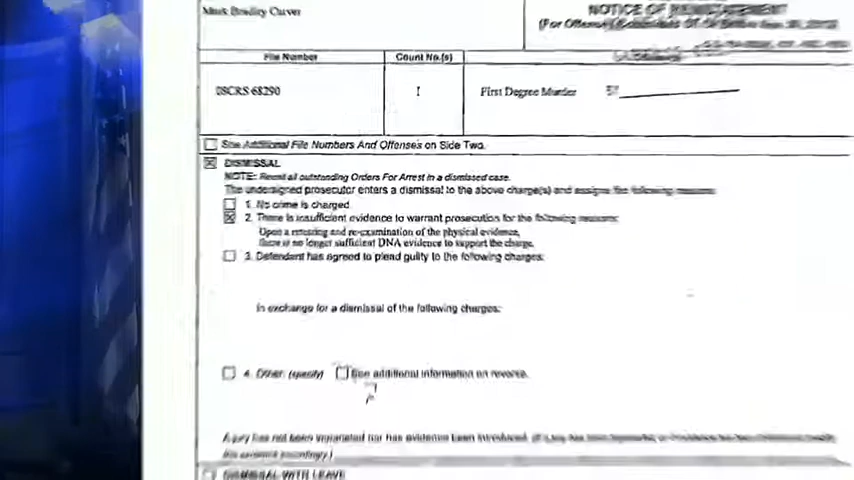 Mark Bradley Carver
NOTICE OF REINSTATEMENT
File Number
Count No.(s)
08CRS 68290
1
First Degree Murder
See Additional File Numbers And Offenses on Side Two.
DISMISSAL
NOTE: Recall all outstanding Orders For Arrest in a dismissed case.
The undersigned prosecutor enters a dismissal to the above charge(s) and assigns the following reasons:
1. No crime is charged.
2. There is insufficient evidence to warrant prosecution for the following reasons:
Upon a retesting and re-examination of the physical evidence,
there is no longer sufficient DNA evidence to support the charge.
3. Defendant has agreed to plead guilty to the following charges:
in exchange for a dismissal of the following charges:
4. Other: (specify) See additional information on reverse.
A jury has not been impaneled nor has evidence been introduced.
DISMISSAL WITH LEAVE